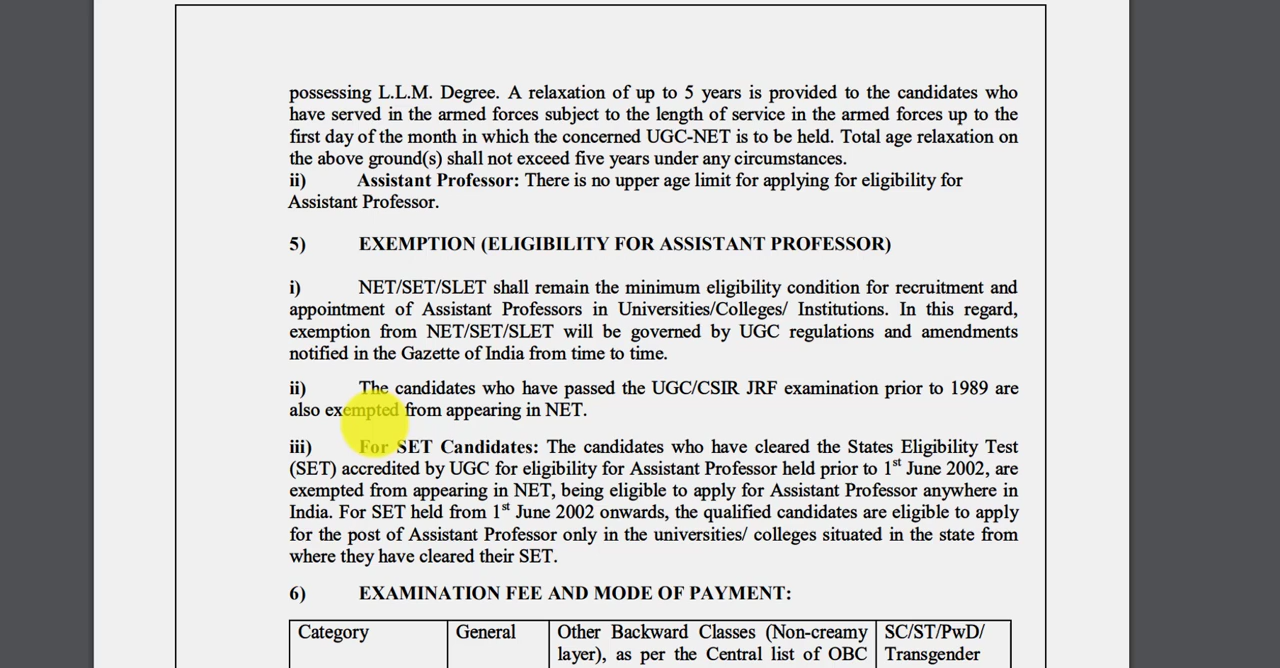 possessing L.L.M. Degree. A relaxation of up to 5 years is provided to the candidates who
have served in the armed forces subject to the length of service in the armed forces up to the
first day of the month in which the concerned UGC-NET is to be held. Total age relaxation on
the above ground(s) shall not exceed five years under any circumstances.
ii) Assistant Professor: There is no upper age limit for applying for eligibility for
Assistant Professor.
5) EXEMPTION (ELIGIBILITY FOR ASSISTANT PROFESSOR)
i) NET/SET/SLET shall remain the minimum eligibility condition for recruitment and
appointment of Assistant Professors in Universities/Colleges/ Institutions. In this regard,
exemption from NET/SET/SLET will be governed by UGC regulations and amendments
notified in the Gazette of India from time to time.
ii) The candidates who have passed the UGC/CSIR JRF examination prior to 1989 are
also exempted from appearing in NET.
iii) For SET Candidates: The candidates who have cleared the States Eligibility Test
(SET) accredited by UGC for eligibility for Assistant Professor held prior to 1st June 2002, are
exempted from appearing in NET, being eligible to apply for Assistant Professor anywhere in
India. For SET held from 1st June 2002 onwards, the qualified candidates are eligible to apply
for the post of Assistant Professor only in the universities/ colleges situated in the state from
where they have cleared their SET.
6) EXAMINATION FEE AND MODE OF PAYMENT:
Category General Other Backward Classes (Non-creamy SC/ST/PwD/
layer), as per the Central list of OBC Transgender